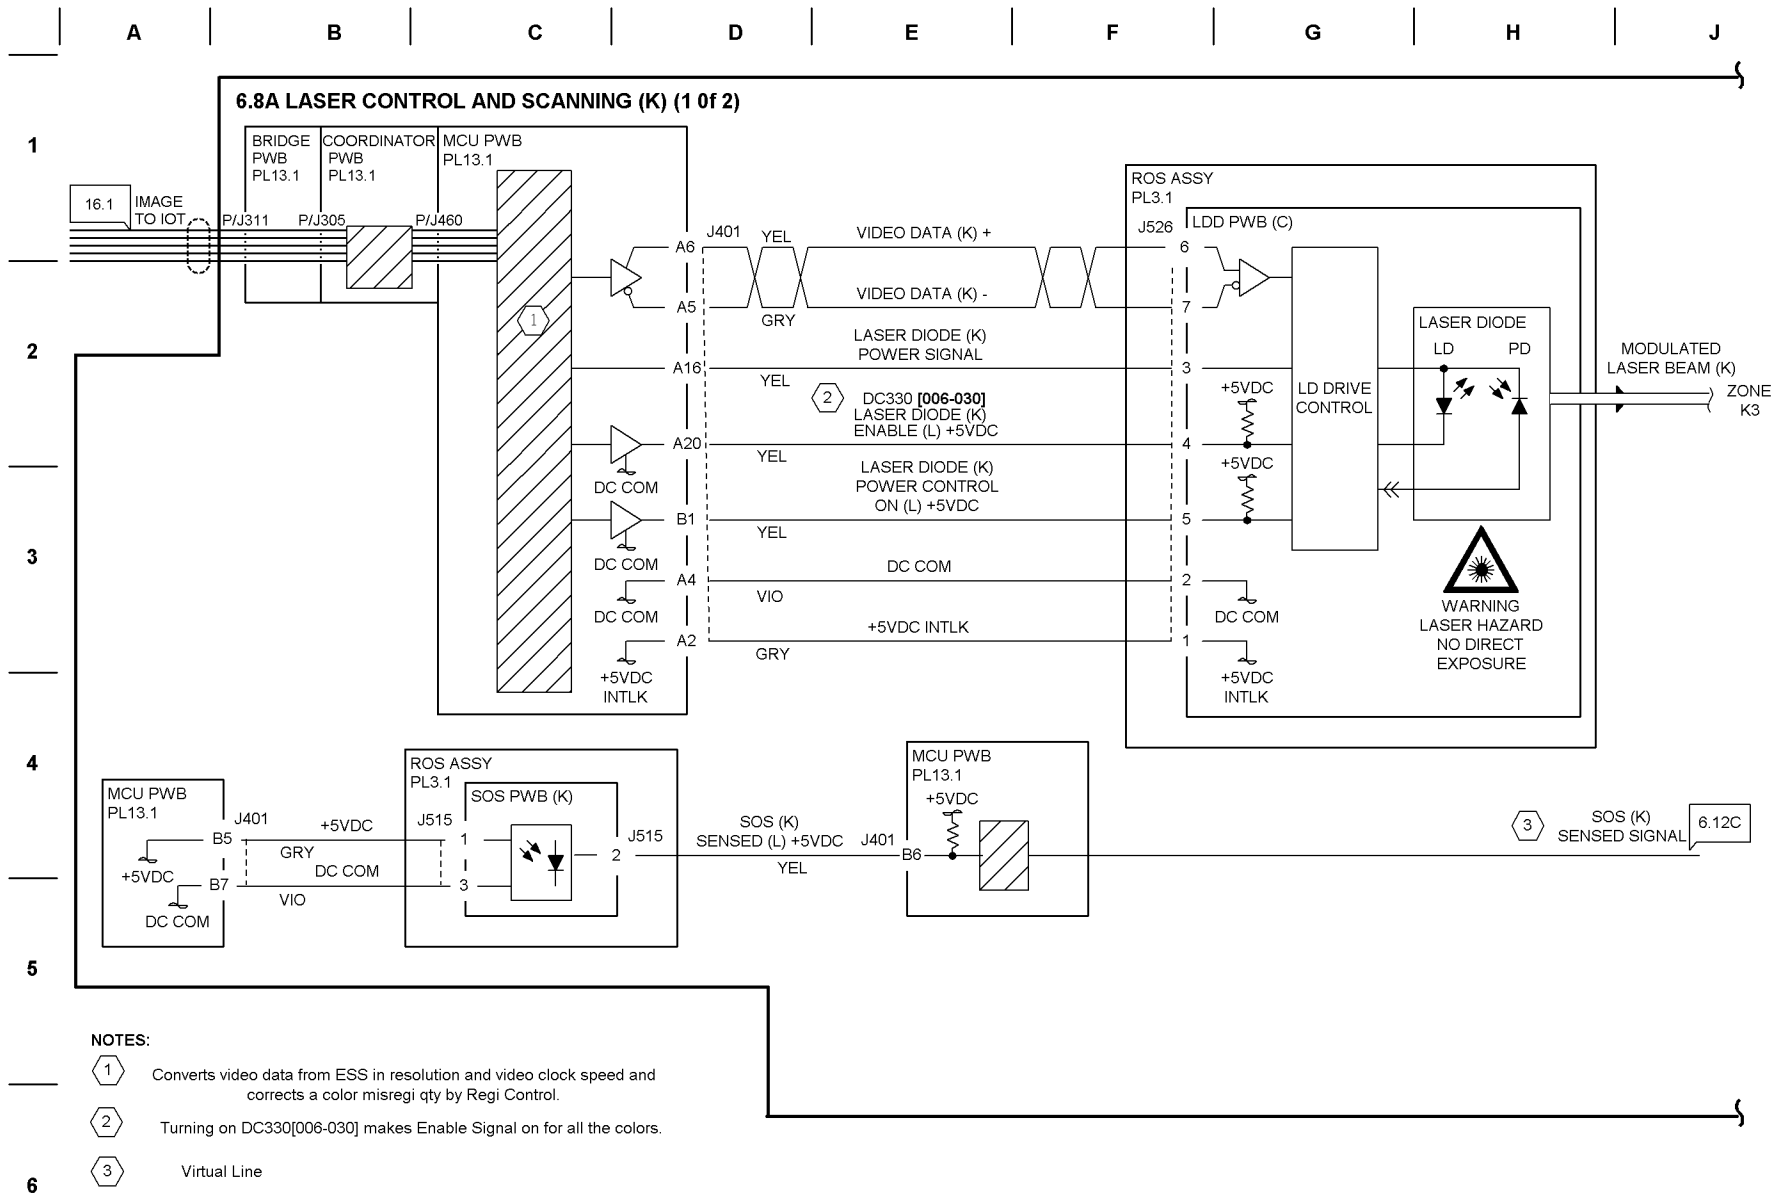 A B C D E F G H J
1
2
3
4
5
6
6.8A LASER CONTROL AND SCANNING (K) (1 0f 2)
BRIDGE
PWB
PL13.1
COORDINATOR
PWB
PL13.1
MCU PWB
PL13.1
16.1
IMAGE
TO IOT
P/J311
P/J305
P/J460
1
A6
A5
A16
A20
DC COM
B1
DC COM
A4
DC COM
A2
+5VDC
INTLK
J401
YEL
VIDEO DATA (K) +
VIDEO DATA (K) -
GRY
LASER DIODE (K)
POWER SIGNAL
YEL
2
DC330 [006-030]
LASER DIODE (K)
ENABLE (L) +5VDC
YEL
LASER DIODE (K)
POWER CONTROL
ON (L) +5VDC
YEL
DC COM
VIO
+5VDC INTLK
GRY
ROS ASSY
PL3.1
J526
LDD PWB (C)
6
7
3
4
5
2
1
+5VDC
+5VDC
DC COM
+5VDC
INTLK
LD DRIVE
CONTROL
LASER DIODE
LD PD
MODULATED
LASER BEAM (K)
ZONE
K3
WARNING
LASER HAZARD
NO DIRECT
EXPOSURE
MCU PWB
PL13.1
+5VDC
DC COM
B5
B7
J401
+5VDC
GRY
DC COM
VIO
ROS ASSY
PL3.1
J515
SOS PWB (K)
1
3
2
J515
SOS (K)
SENSED (L) +5VDC
YEL
J401
B6
MCU PWB
PL13.1
+5VDC
3
SOS (K)
SENSED SIGNAL
6.12C
NOTES:
1
Converts video data from ESS in resolution and video clock speed and
corrects a color misregi qty by Regi Control.
2
Turning on DC330[006-030] makes Enable Signal on for all the colors.
3
Virtual Line